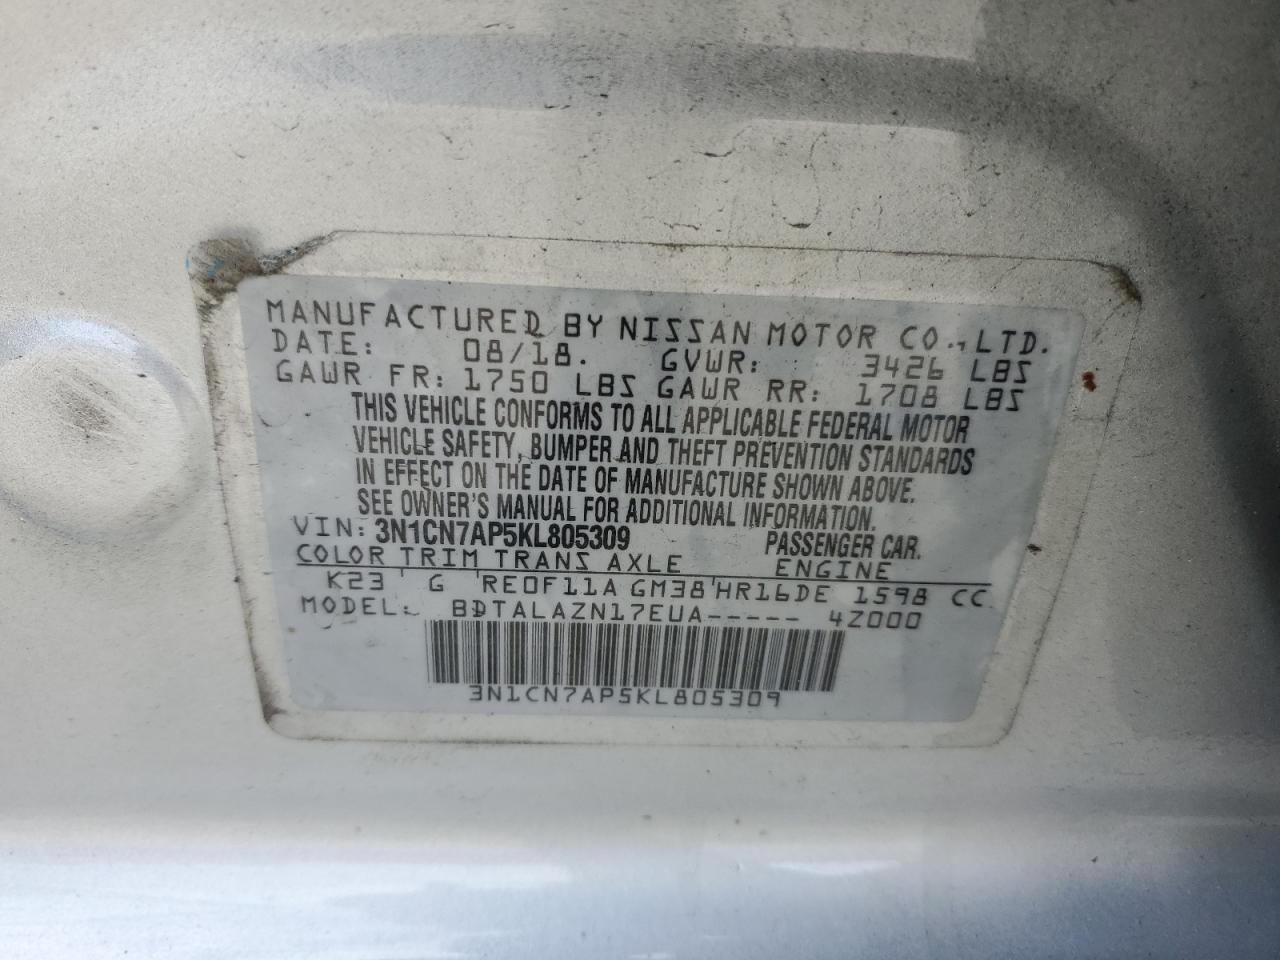 MANUFACTURED BY NISSAN MOTOR CO., LTD.
DATE: 08/18. GVWR: 3426 LBS
GAWR FR: 1750 LBS GAWR RR: 1708 LBS
THIS VEHICLE CONFORMS TO ALL APPLICABLE FEDERAL MOTOR
VEHICLE SAFETY, BUMPER AND THEFT PREVENTION STANDARDS
IN EFFECT ON THE DATE OF MANUFACTURE SHOWN ABOVE.
SEE OWNER'S MANUAL FOR ADDITIONAL INFORMATION.
VIN: 3N1CN7AP5KL805309 PASSENGER CAR.
COLOR TRIM TRANS AXLE ENGINE
K23 G RE0F11A GM38 HR16DE 1598 CC
MODEL: BDTALAZN17EUA----- 4Z000
3N1CN7AP5KL805309